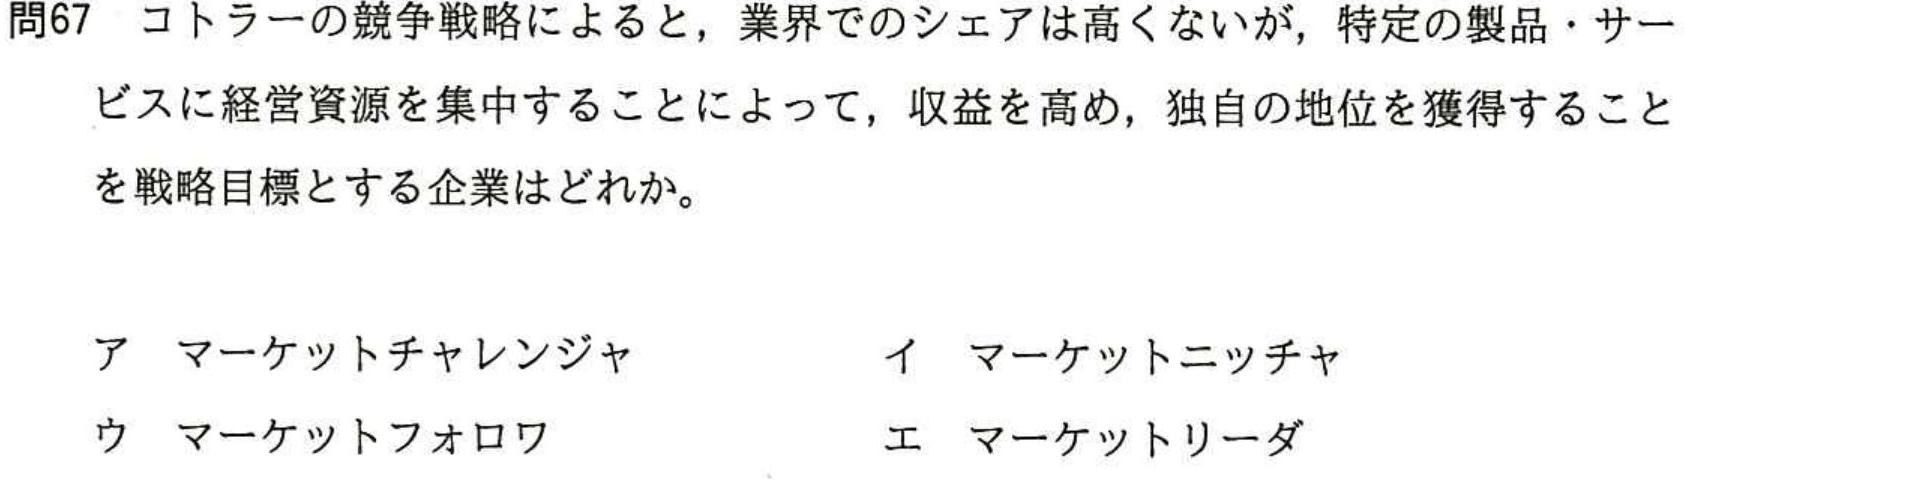 問67　コトラーの競争戦略によると，業界でのシェアは高くないが，特定の製品・サー
ビスに経営資源を集中することによって，収益を高め，独自の地位を獲得すること
を戦略目標とする企業はどれか。
ア　マーケットチャレンジャ　　イ　マーケットニッチャ
ウ　マーケットフォロワ　　エ　マーケットリーダ